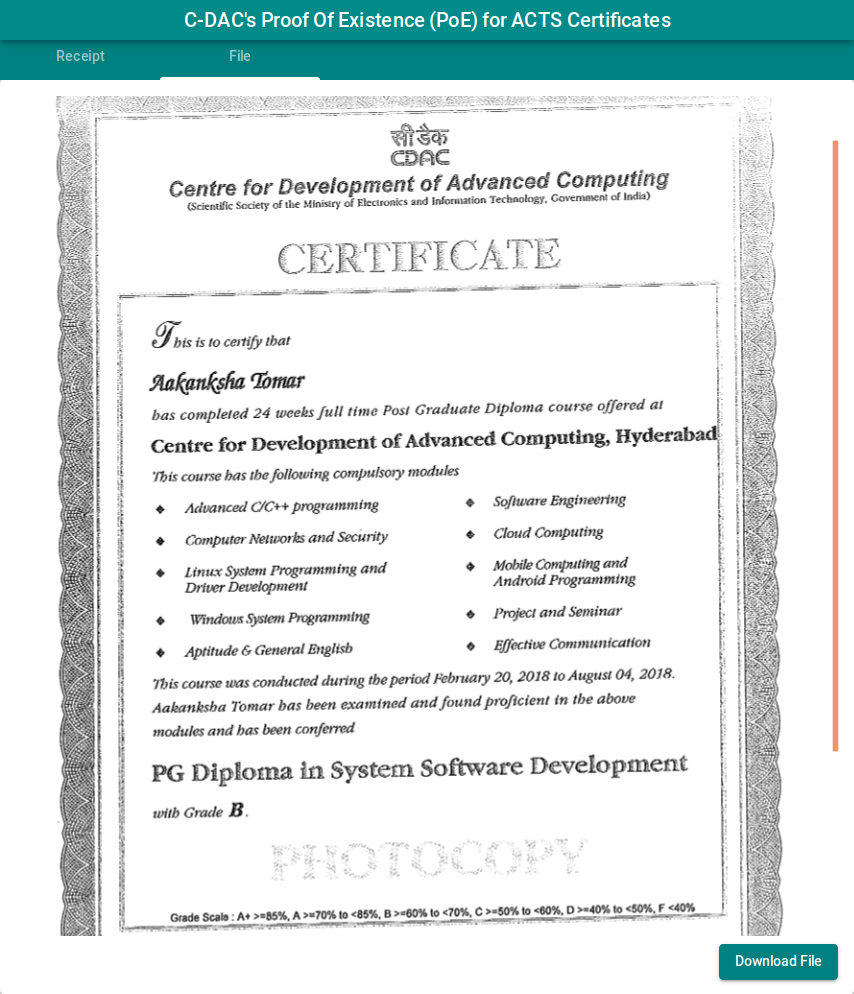 C-DAC's Proof Of Existence (PoE) for ACTS Certificates
Receipt File
सी डैक
CDAC
Centre for Development of Advanced Computing
(Scientific Society of the Ministry of Electronics and Information Technology, Government of India)
CERTIFICATE
This is to certify that
Aakanksha Tomar
has completed 24 weeks full time Post Graduate Diploma course offered at
Centre for Development of Advanced Computing, Hyderabad
This course has the following compulsory modules
Advanced C/C++ programming
Computer Networks and Security
Linux System Programming and
Driver Development
Windows System Programming
Aptitude & General English
Software Engineering
Cloud Computing
Mobile Computing and
Android Programming
Project and Seminar
Effective Communication
This course was conducted during the period February 20, 2018 to August 04, 2018.
Aakanksha Tomar has been examined and found proficient in the above
modules and has been conferred
PG Diploma in System Software Development
with Grade B.
PHOTOCOPY
Grade Scale : A+ >=85%, A >=70% to <85%, B >=60% to <70%, C >=50% to <60%, D >=40% to <50%, F <40%
Download File